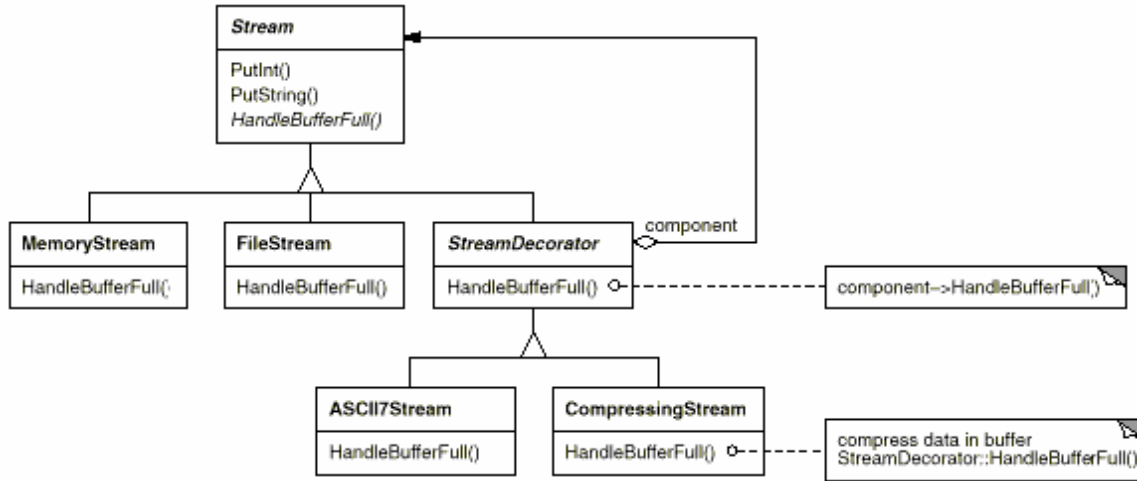 Stream
PutInt()
PutString()
HandleBufferFull()
component
MemoryStream
HandleBufferFull()
FileStream
HandleBufferFull()
StreamDecorator
HandleBufferFull()
component->HandleBufferFull()
ASCII7Stream
HandleBufferFull()
CompressingStream
HandleBufferFull()
compress data in buffer
StreamDecorator::HandleBufferFull()